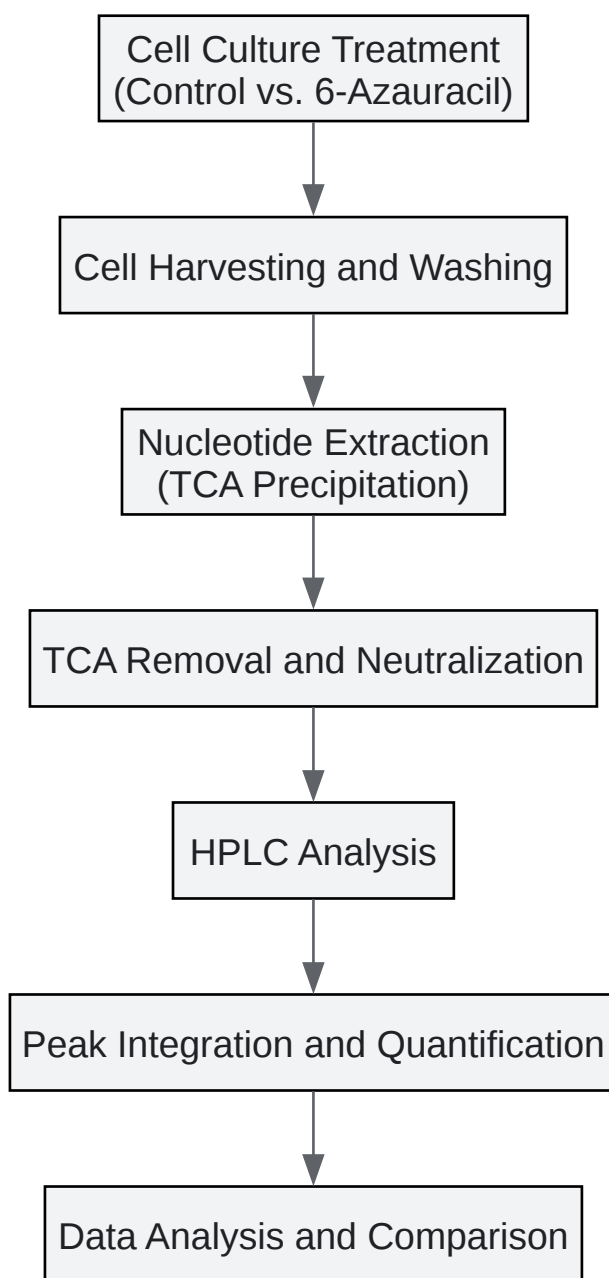 Cell Culture Treatment
(Control vs. 6-Azauracil)
Cell Harvesting and Washing
Nucleotide Extraction
(TCA Precipitation)
TCA Removal and Neutralization
HPLC Analysis
Peak Integration and Quantification
Data Analysis and Comparison